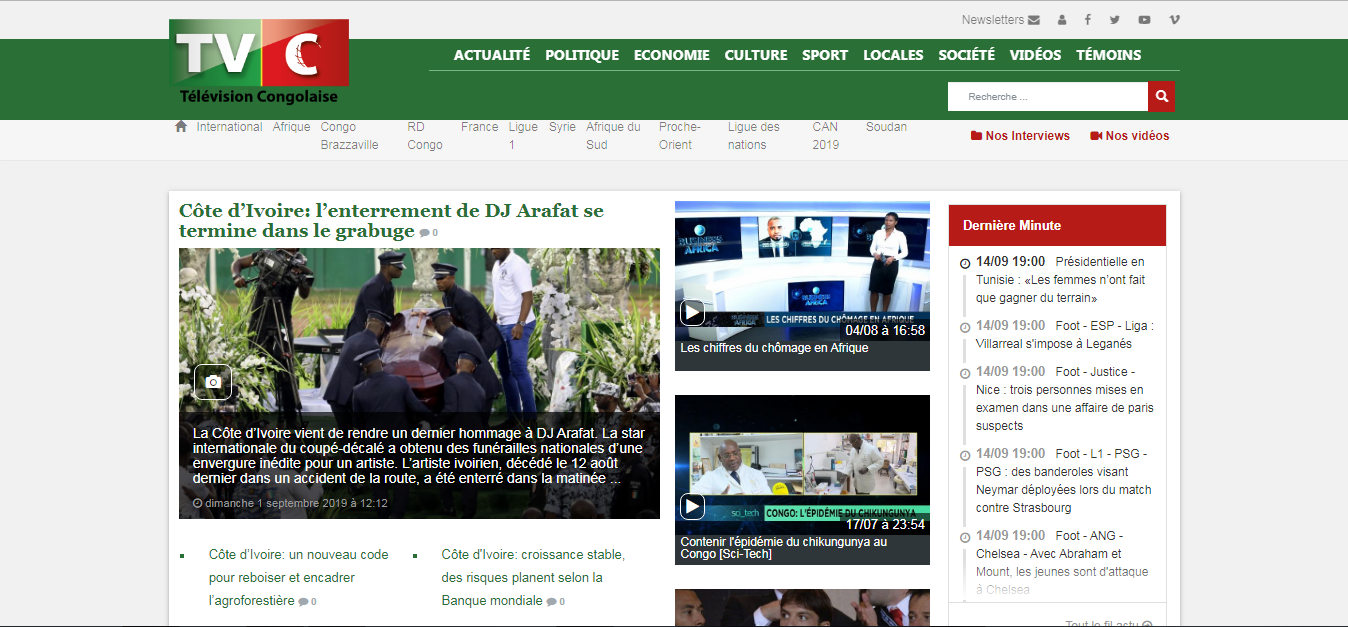 Newsletters
TVC
Télévision Congolaise
ACTUALITÉ POLITIQUE ECONOMIE CULTURE SPORT LOCALES SOCIÉTÉ VIDÉOS TÉMOINS
Recherche ...
International Afrique Congo Brazzaville RD Congo France Ligue 1 Syrie Afrique du Sud Proche-Orient Ligue des nations CAN 2019 Soudan
Nos Interviews Nos vidéos
Côte d’Ivoire: l’enterrement de DJ Arafat se
termine dans le grabuge 0
La Côte d’Ivoire vient de rendre un dernier hommage à DJ Arafat. La star
internationale du coupé-décalé a obtenu des funérailles nationales d’une
envergure inédite pour un artiste. L’artiste ivoirien, décédé le 12 août
dernier dans un accident de la route, a été enterré dans la matinée ...
dimanche 1 septembre 2019 à 12:12
Côte d’Ivoire: un nouveau code
pour reboiser et encadrer
l’agroforestière 0
Côte d'Ivoire: croissance stable,
des risques planent selon la
Banque mondiale 0
BUSINESS
AFRICA
BUSINESS
AFRICA
LES CHIFFRES DU CHÔMAGE EN AFRIQUE
04/08 à 16:58
Les chiffres du chômage en Afrique
sci_tech CONGO: L'ÉPIDÉMIE DU CHIKUNGUNYA
17/07 à 23:54
Contenir l'épidémie du chikungunya au
Congo [Sci-Tech]
Dernière Minute
14/09 19:00 Présidentielle en
Tunisie : «Les femmes n’ont fait
que gagner du terrain»
14/09 19:00 Foot - ESP - Liga :
Villarreal s'impose à Leganés
14/09 19:00 Foot - Justice -
Nice : trois personnes mises en
examen dans une affaire de paris
suspects
14/09 19:00 Foot - L1 - PSG -
PSG : des banderoles visant
Neymar déployées lors du match
contre Strasbourg
14/09 19:00 Foot - ANG -
Chelsea - Avec Abraham et
Mount, les jeunes sont d'attaque
à Chelsea
Tout le fil actu